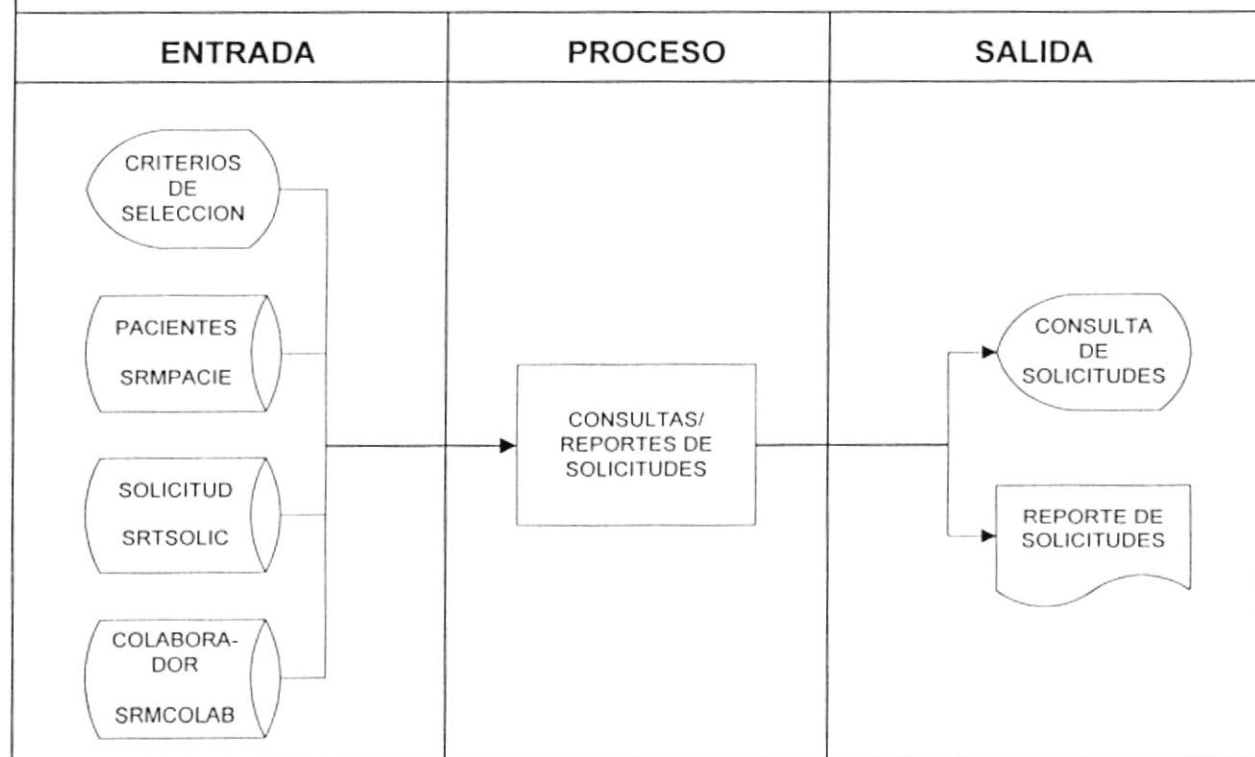 ENTRADA
PROCESO
SALIDA
CRITERIOS
DE
SELECCION
PACIENTES
SRMPACIE
SOLICITUD
SRTSOLIC
COLABORA-
DOR
SRMCOLAB
CONSULTAS/
REPORTES DE
SOLICITUDES
CONSULTA
DE
SOLICITUDES
REPORTE DE
SOLICITUDES